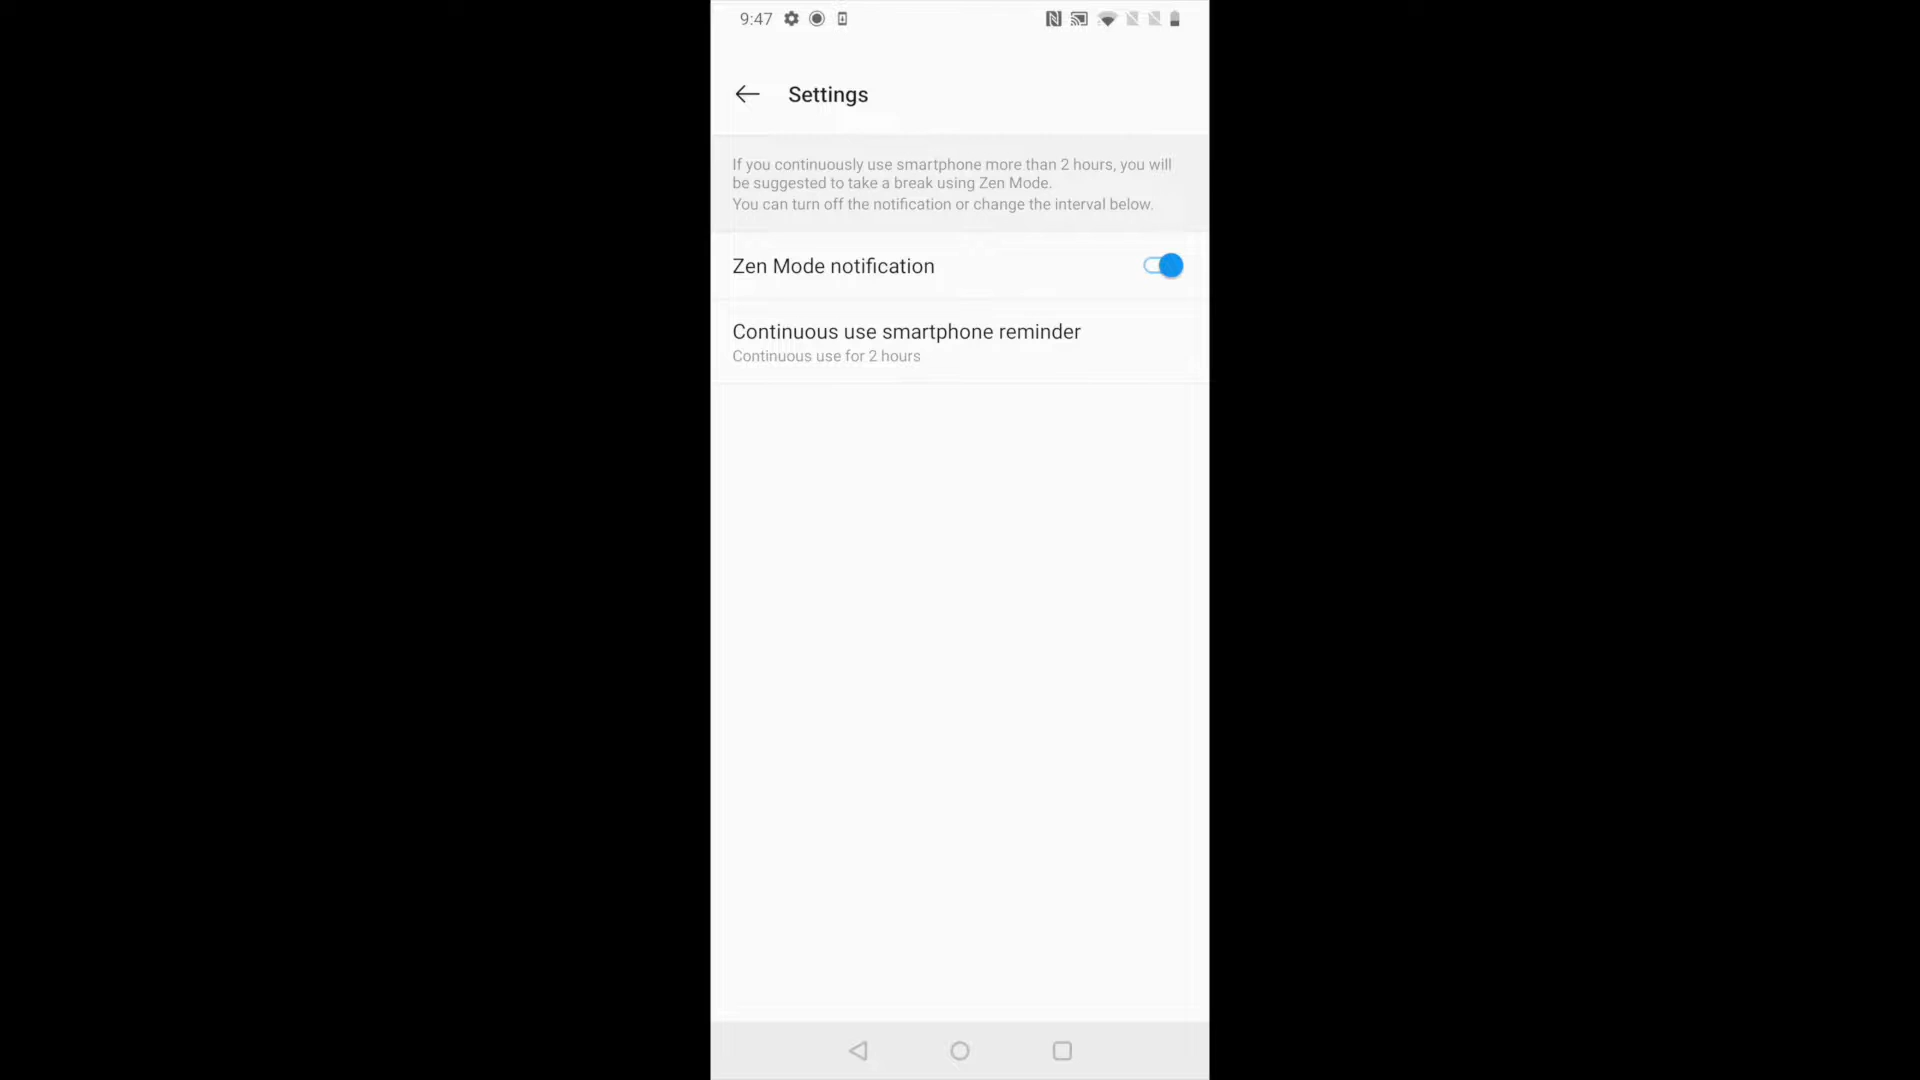 9:47
Settings
If you continuously use smartphone more than 2 hours, you will
be suggested to take a break using Zen Mode.
You can turn off the notification or change the interval below.
Zen Mode notification
Continuous use smartphone reminder
Continuous use for 2 hours